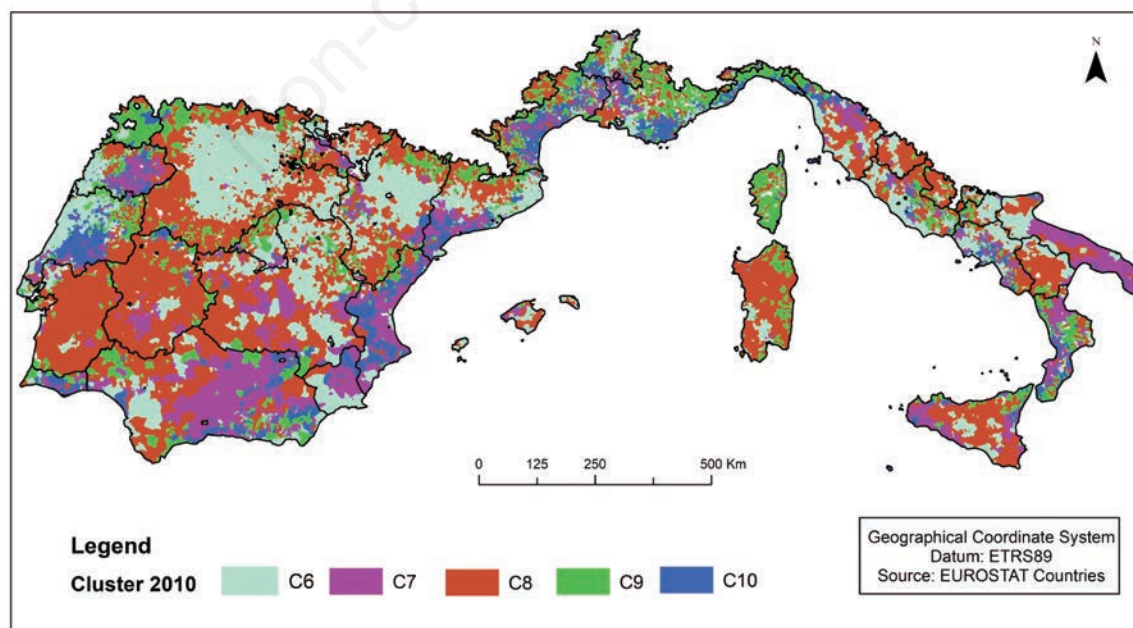 N
0 125 250 500 Km
Legend
Cluster 2010 C6 C7 C8 C9 C10
Geographical Coordinate System
Datum: ETRS89
Source: EUROSTAT Countries